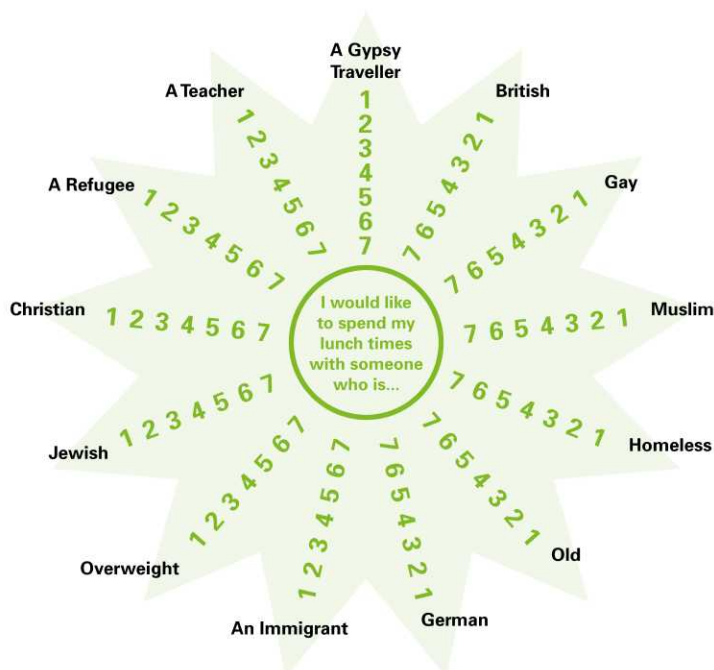 A Gypsy
Traveller
1
2
3
4
5
6
7
British
1 2 3 4 5 6 7
Gay
1 2 3 4 5 6 7
Muslim
7 6 5 4 3 2 1
Homeless
7 6 5 4 3 2 1
Old
7 6 5 4 3 2 1
German
7 6 5 4 3 2 1
An Immigrant
1 2 3 4 5 6 7
Overweight
1 2 3 4 5 6 7
Jewish
1 2 3 4 5 6 7
Christian
1 2 3 4 5 6 7
A Refugee
1 2 3 4 5 6 7
A Teacher
1 2 3 4 5 6 7
I would like
to spend my
lunch times
with someone
who is...